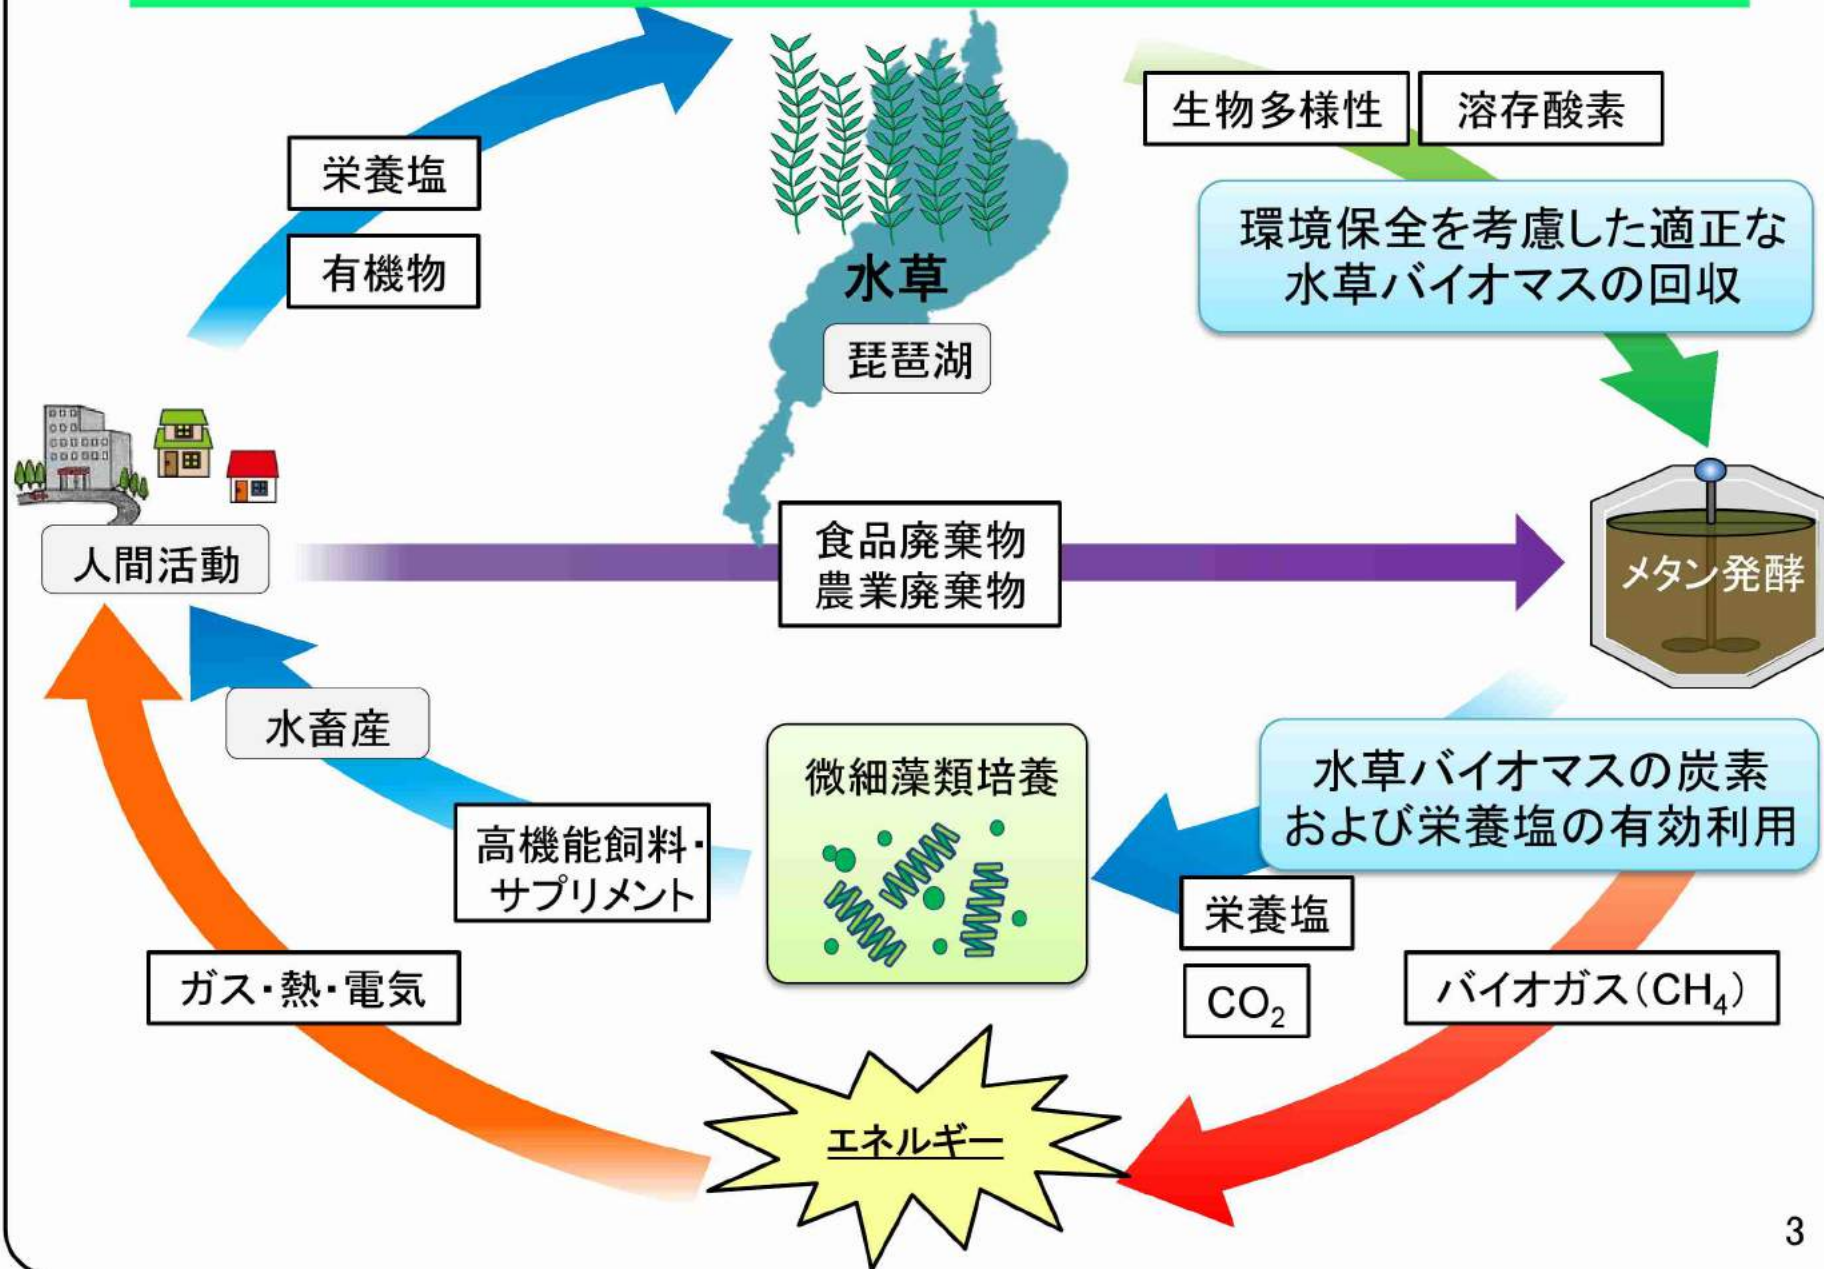 生物多様性
溶存酸素
栄養塩
有機物
環境保全を考慮した適正な
水草バイオマスの回収
水草
琵琶湖
人間活動
食品廃棄物
農業廃棄物
メタン発酵
水畜産
微細藻類培養
水草バイオマスの炭素
および栄養塩の有効利用
高機能飼料・
サプリメント
栄養塩
CO₂
ガス・熱・電気
バイオガス(CH₄)
エネルギー
3